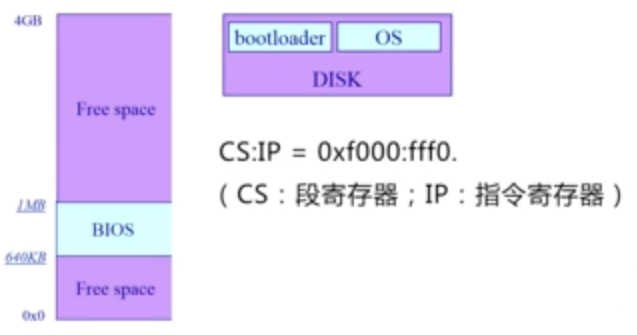 4GB
bootloader
OS
DISK
Free space
CS:IP = 0xf000:fff0.
( CS : 段寄存器 ; IP : 指令寄存器 )
1MB
BIOS
640KB
Free space
0x0